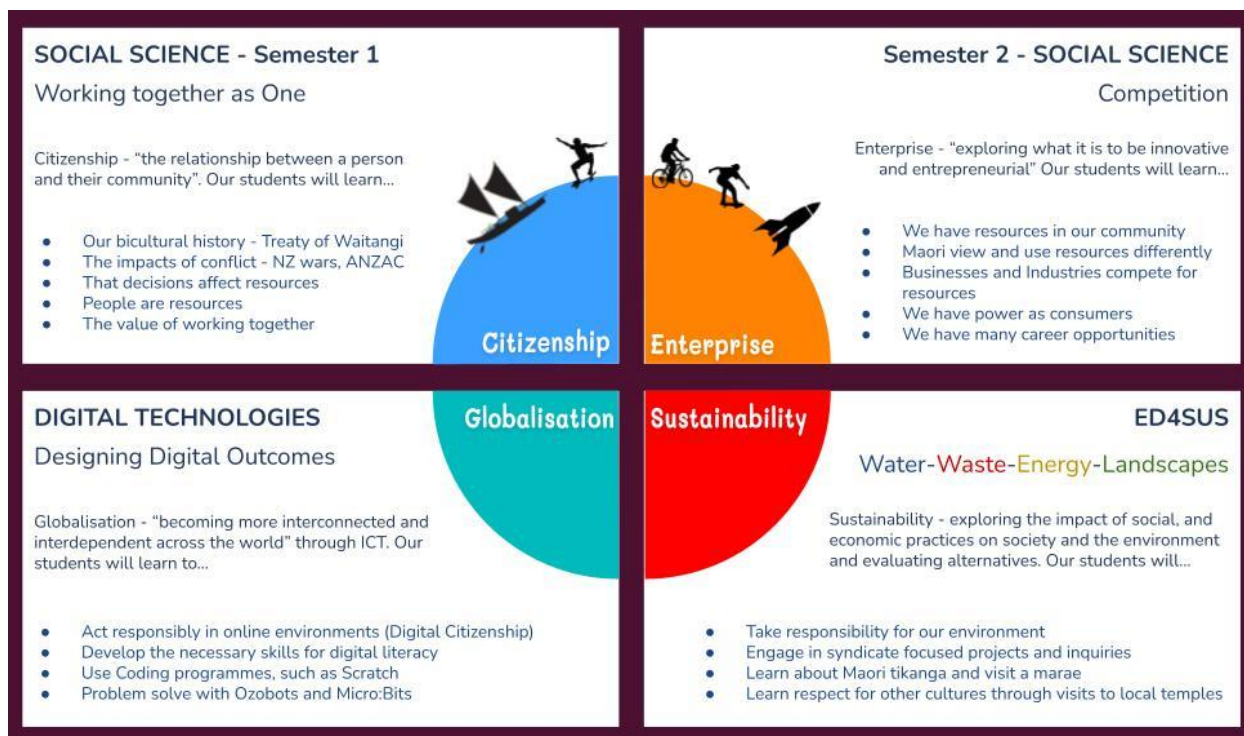 SOCIAL SCIENCE - Semester 1
Working together as One
Citizenship - “the relationship between a person
and their community”. Our students will learn...
● Our bicultural history - Treaty of Waitangi
● The impacts of conflict - NZ wars, ANZAC
● That decisions affect resources
● People are resources
● The value of working together
Citizenship
Semester 2 - SOCIAL SCIENCE
Competition
Enterprise - “exploring what it is to be innovative
and entrepreneurial” Our students will learn...
● We have resources in our community
● Maori view and use resources differently
● Businesses and Industries compete for
resources
● We have power as consumers
● We have many career opportunities
Enterprise
DIGITAL TECHNOLOGIES
Designing Digital Outcomes
Globalisation
Globalisation - “becoming more interconnected and
interdependent across the world” through ICT. Our
students will learn to...
● Act responsibly in online environments (Digital Citizenship)
● Develop the necessary skills for digital literacy
● Use Coding programmes, such as Scratch
● Problem solve with Ozobots and Micro:Bits
Sustainability
ED4SUS
Water-Waste-Energy-Landscapes
Sustainability - exploring the impact of social, and
economic practices on society and the environment
and evaluating alternatives. Our students will...
● Take responsibility for our environment
● Engage in syndicate focused projects and inquiries
● Learn about Maori tikanga and visit a marae
● Learn respect for other cultures through visits to local temples